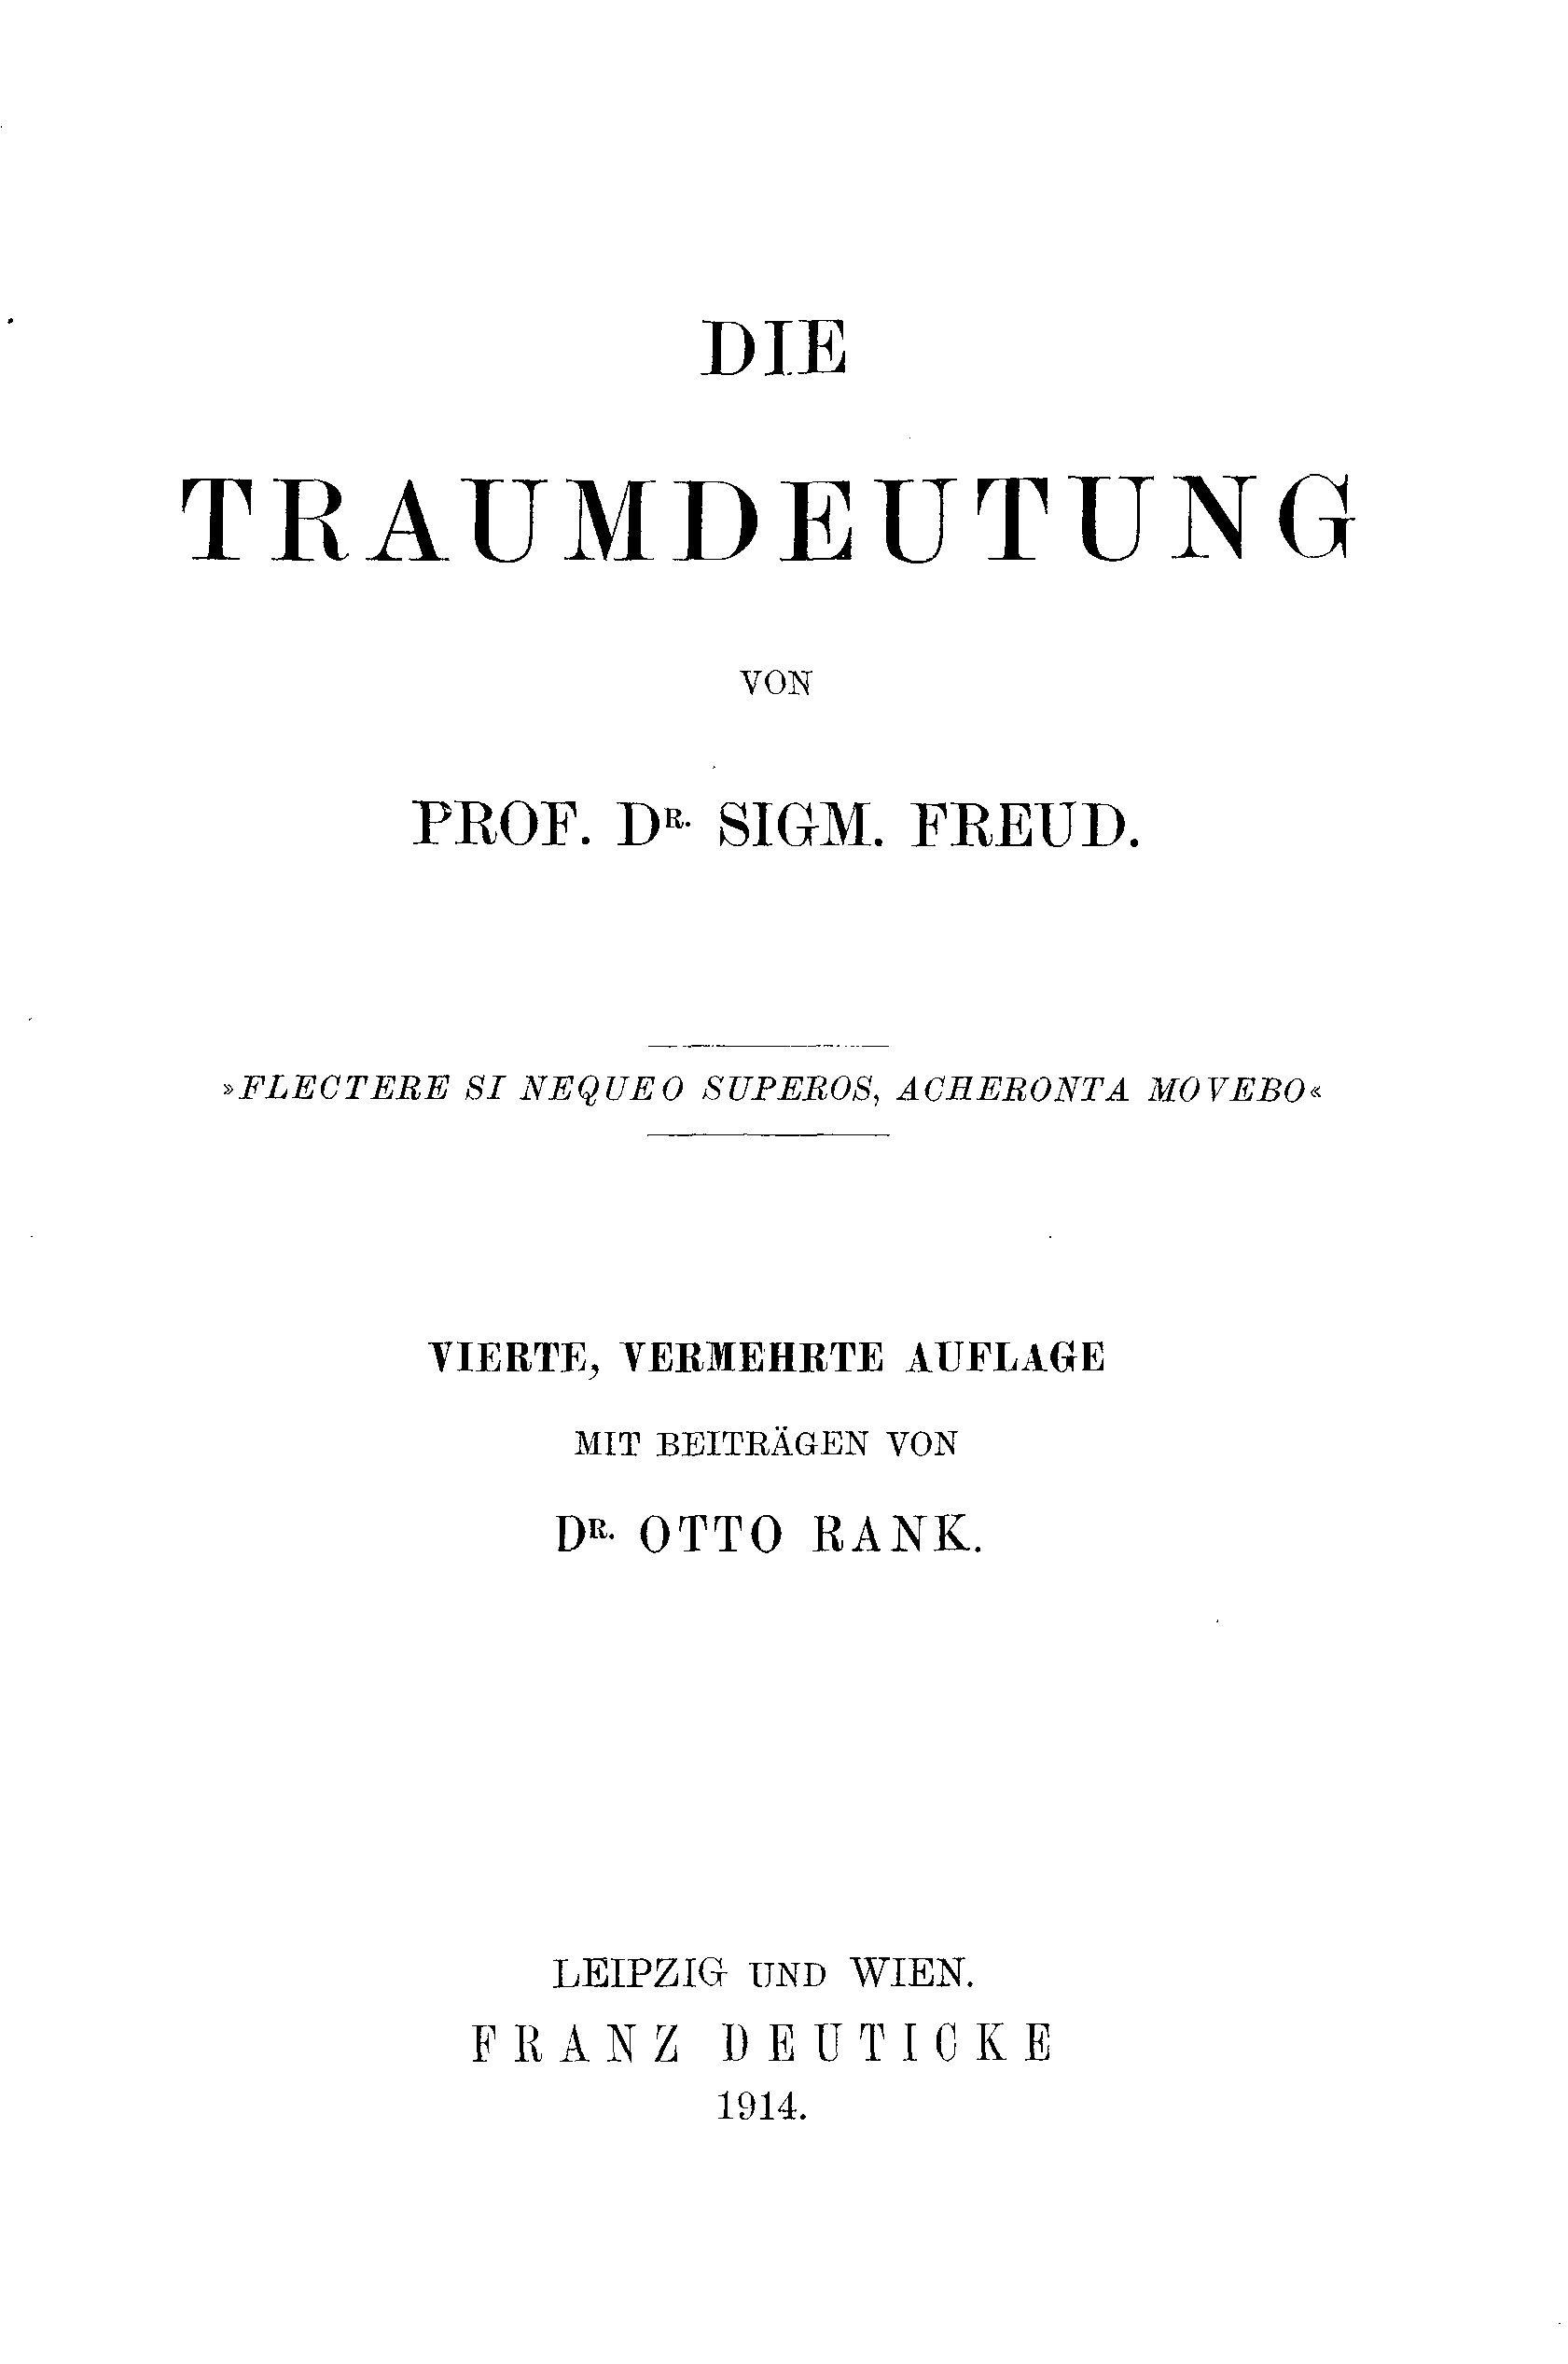 DIE
TRAUMDEUTUNG
VON
PROF. DR. SIGM. FREUD.
»FLECTERE SI NEQUEO SUPEROS, ACHERONTA MOVEBO«
VIERTE, VERMEHRTE AUFLAGE
MIT BEITRÄGEN VON
DR. OTTO RANK.
LEIPZIG UND WIEN.
FRANZ DEUTICKE
1914.